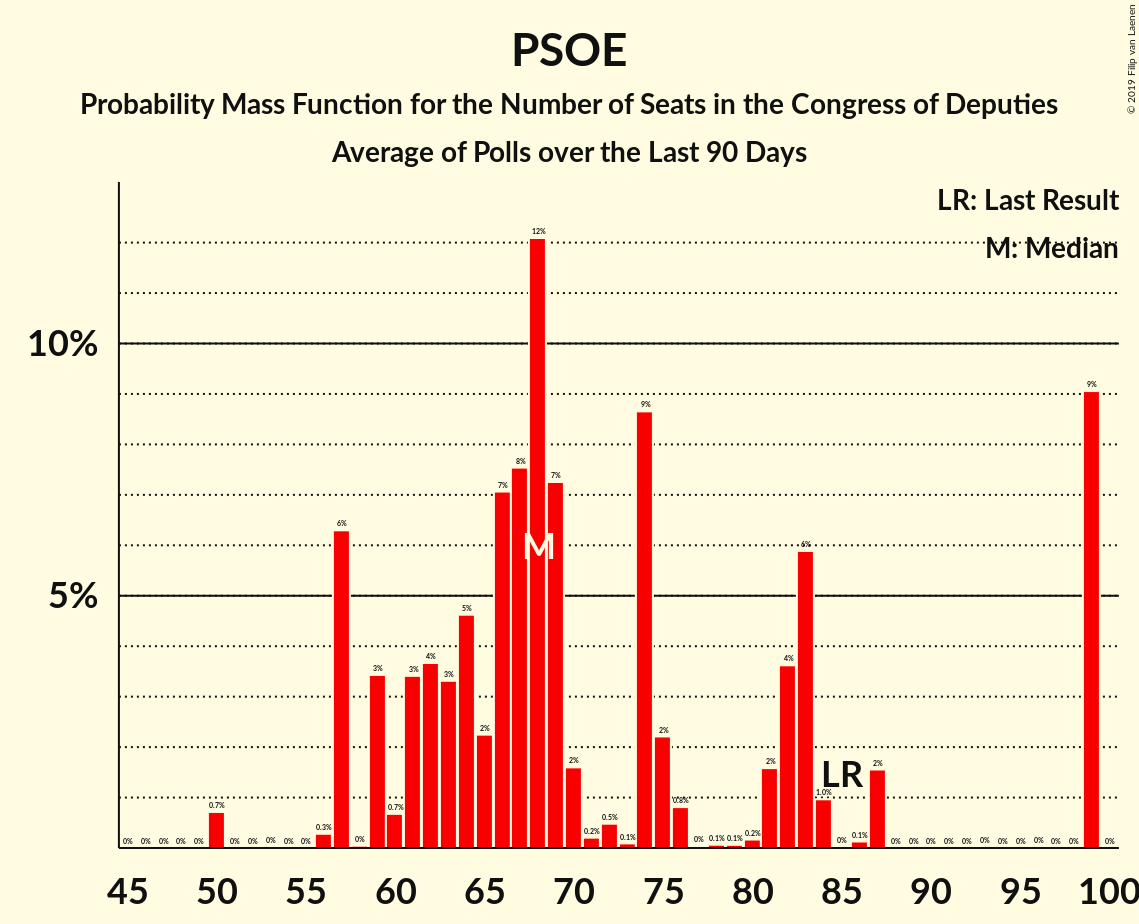 PSOE
Probability Mass Function for the Number of Seats in the Congress of Deputies
Average of Polls over the Last 90 Days
© 2019 Filip van Laenen
LR: Last Result
M: Median
10%
5%
0% 0% 0% 0% 0% 0.7% 0% 0% 0% 0% 0% 0.3% 6% 0% 3% 0.7% 3% 4% 3% 5% 2% 7% 8% 12% 7% 2% 0.2% 0.5% 0.1% 9% 2% 0.8% 0% 0.1% 0.1% 0.2% 2% 4% 6% 1.0% 0% 0.1% 2% 0% 0% 0% 0% 0% 0% 0% 0% 0% 0% 0% 9% 0%
M
LR
45 50 55 60 65 70 75 80 85 90 95 100